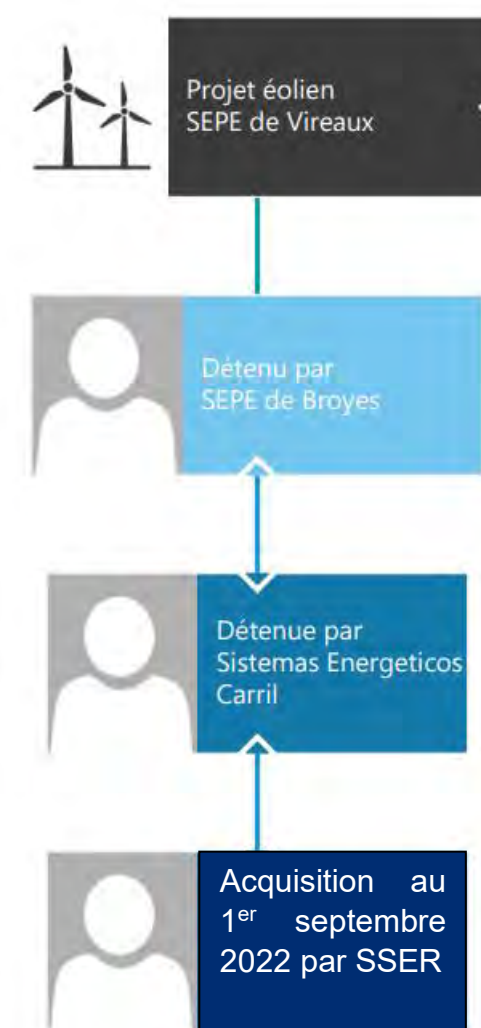 Projet éolien
SEPE de Vireaux
Détenu par
SEPE de Broyes
Détenue par
Sistemas Energeticos
Carril
Acquisition au
1er septembre
2022 par SSER